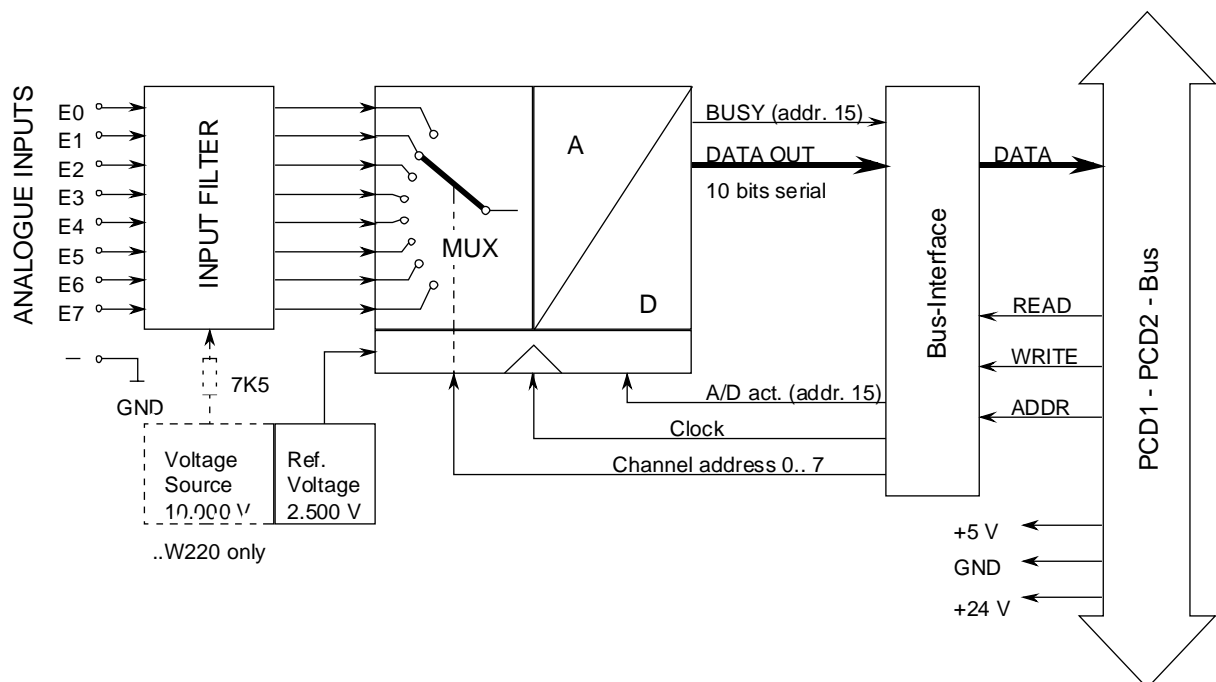 ANALOGUE INPUTS
E0
E1
E2
E3
E4
E5
E6
E7
–
GND
INPUT FILTER
7K5
Voltage
Source
10.000 V
Ref.
Voltage
2.500 V
..W220 only
MUX
A
D
BUSY (addr. 15)
DATA OUT
10 bits serial
A/D act. (addr. 15)
Clock
Channel address 0.. 7
Bus-Interface
DATA
READ
WRITE
ADDR
+5 V
GND
+24 V
PCD1 - PCD2 - Bus